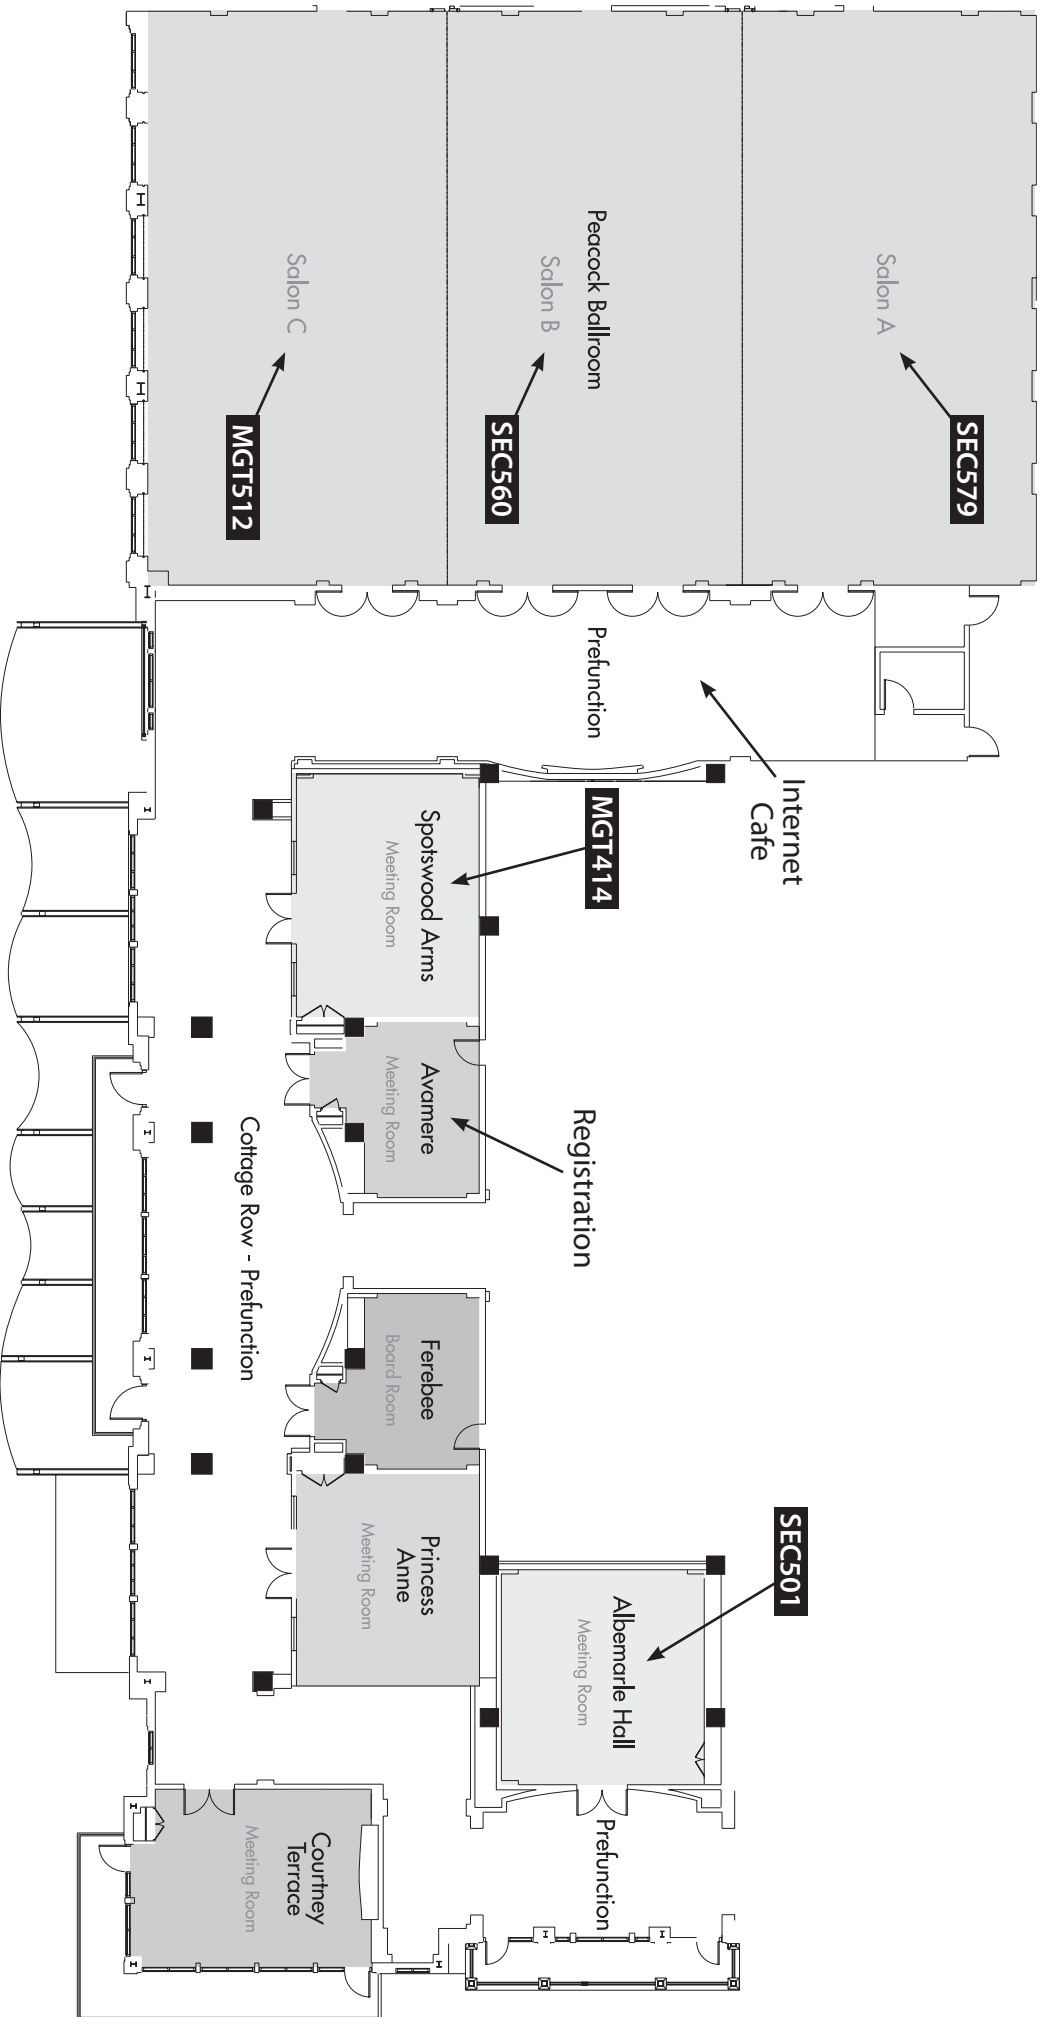 Peacock Ballroom
Salon A
Salon B
Salon C
SEC579
SEC560
MGT512
Prefunction
Internet
Cafe
MGT414
Spotswood Arms
Meeting Room
Avamere
Meeting Room
Registration
Cottage Row - Prefunction
Ferebee
Board Room
Princess
Anne
Meeting Room
SEC501
Albemarle Hall
Meeting Room
Prefunction
Courtney
Terrace
Meeting Room